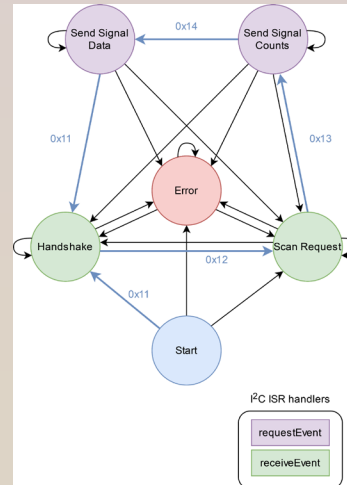 Send Signal
Data
0x14
Send Signal
Counts
0x11
0x13
Error
Handshake
Scan Request
0x12
0x11
Start
I²C ISR handlers
requestEvent
receiveEvent